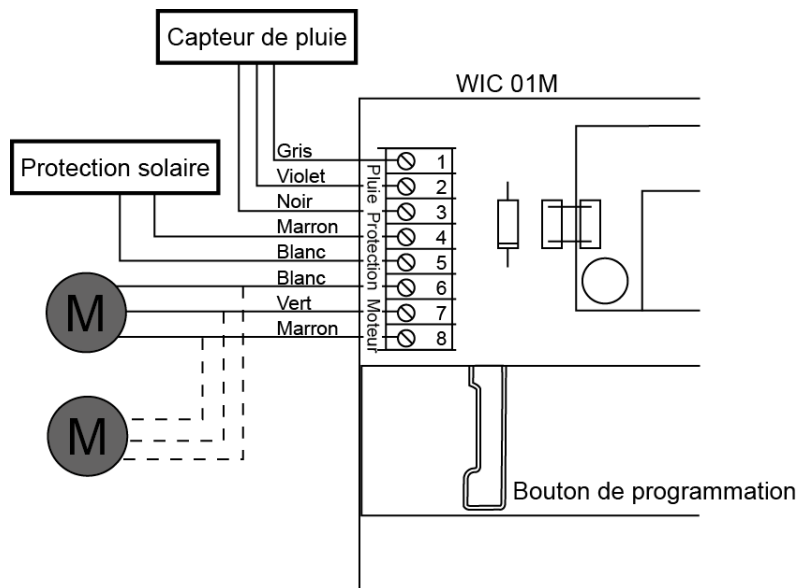 Capteur de pluie
WIC 01M
Protection solaire
Gris
Violet
Noir
Marron
Blanc
Blanc
Vert
Marron
Pluie Protection Moteur
1
2
3
4
5
6
7
8
M
M
Bouton de programmation